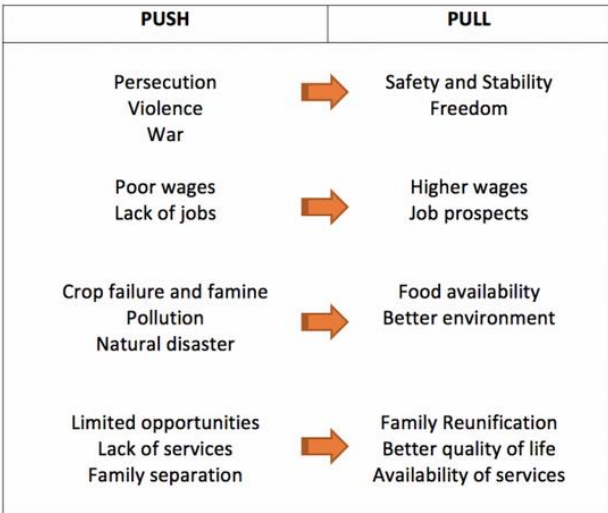 PUSH PULL
Persecution
Violence
War
Safety and Stability
Freedom
Poor wages
Lack of jobs
Higher wages
Job prospects
Crop failure and famine
Pollution
Natural disaster
Food availability
Better environment
Limited opportunities
Lack of services
Family separation
Family Reunification
Better quality of life
Availability of services